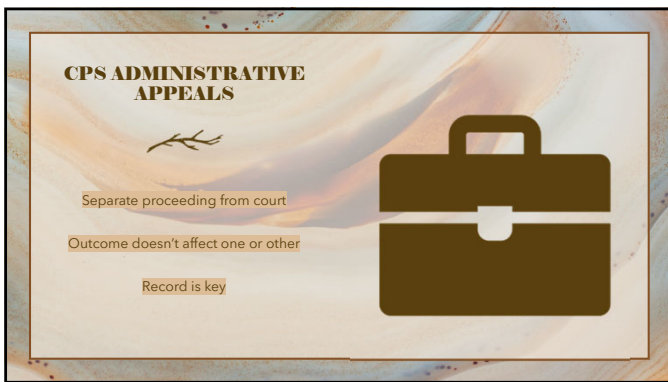 CPS ADMINISTRATIVE
APPEALS
Separate proceeding from court
Outcome doesn't affect one or other
Record is key